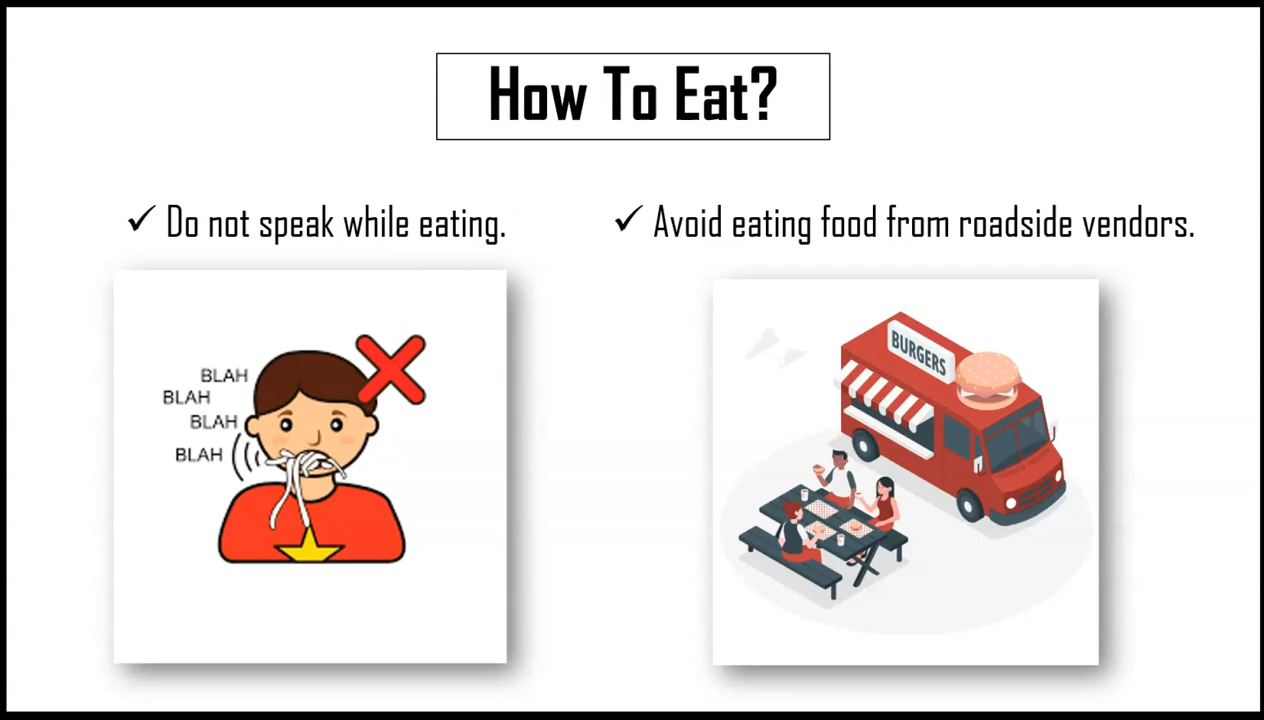 How To Eat?
✓ Do not speak while eating.
✓ Avoid eating food from roadside vendors.
BLAH
BLAH
BLAH
BLAH
BURGERS